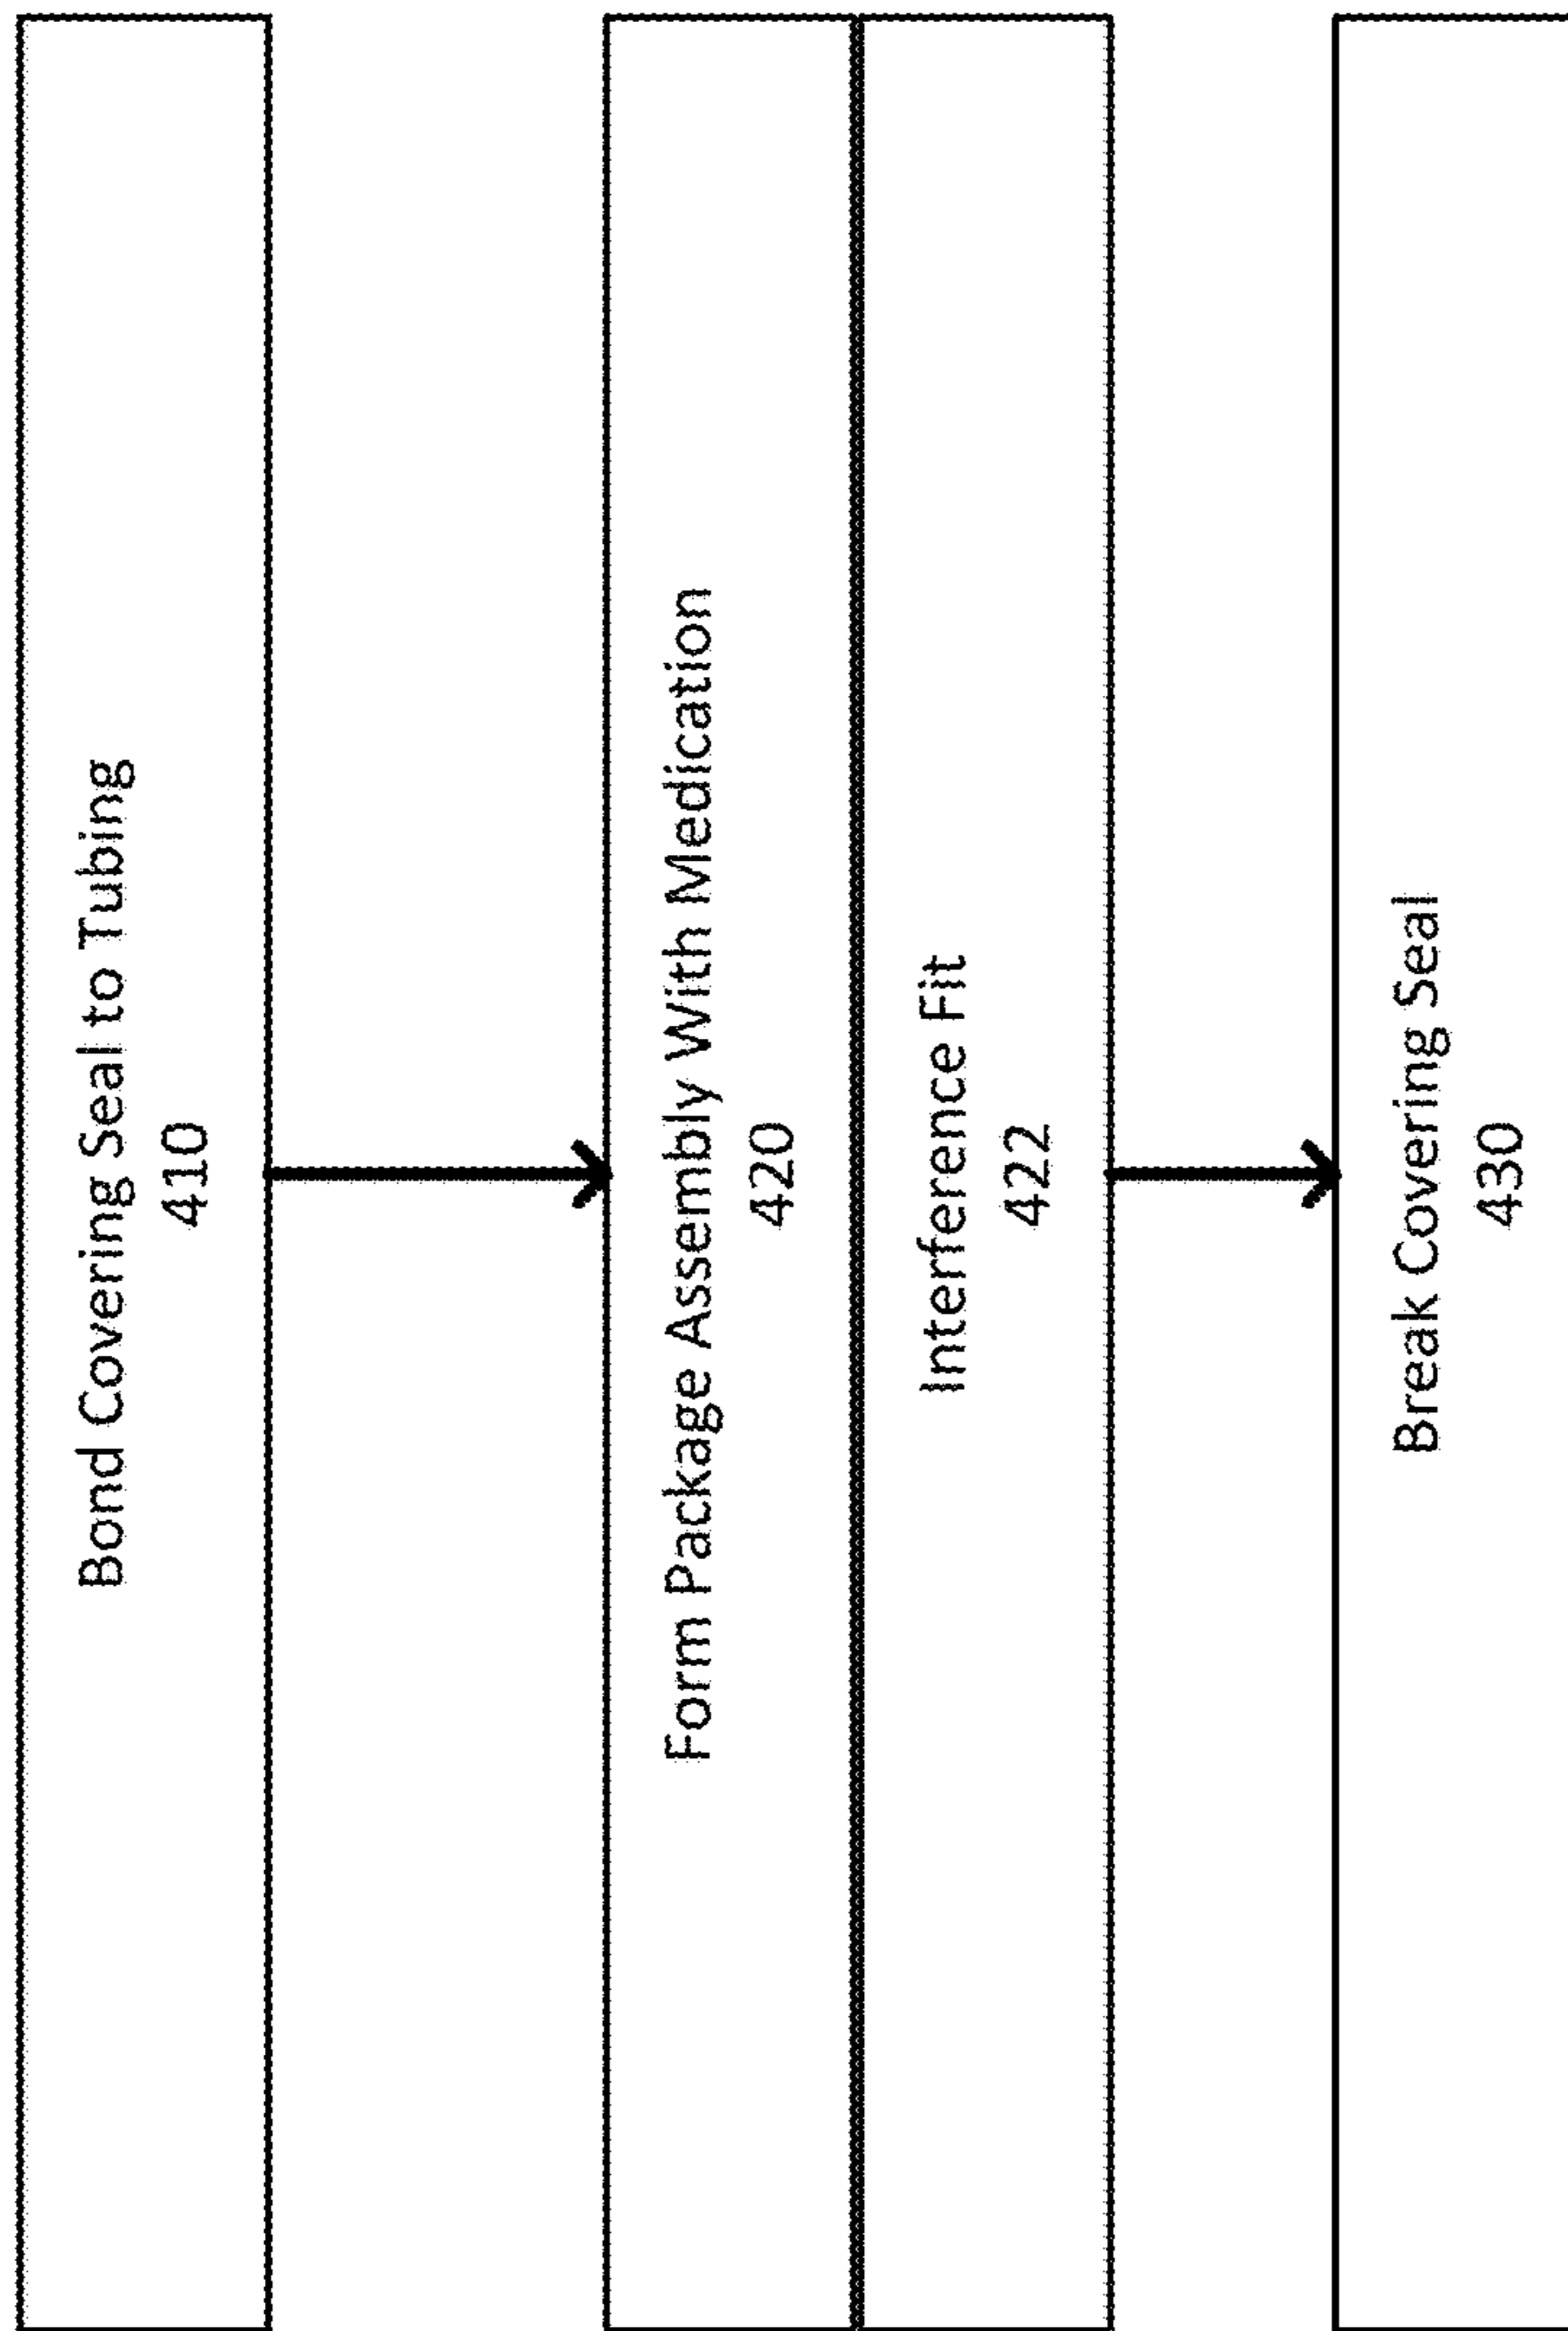 Bond Covering Seal to Tubing
410
Form Package Assembly With Medication
420
Interference Fit
422
Break Covering Seal
430